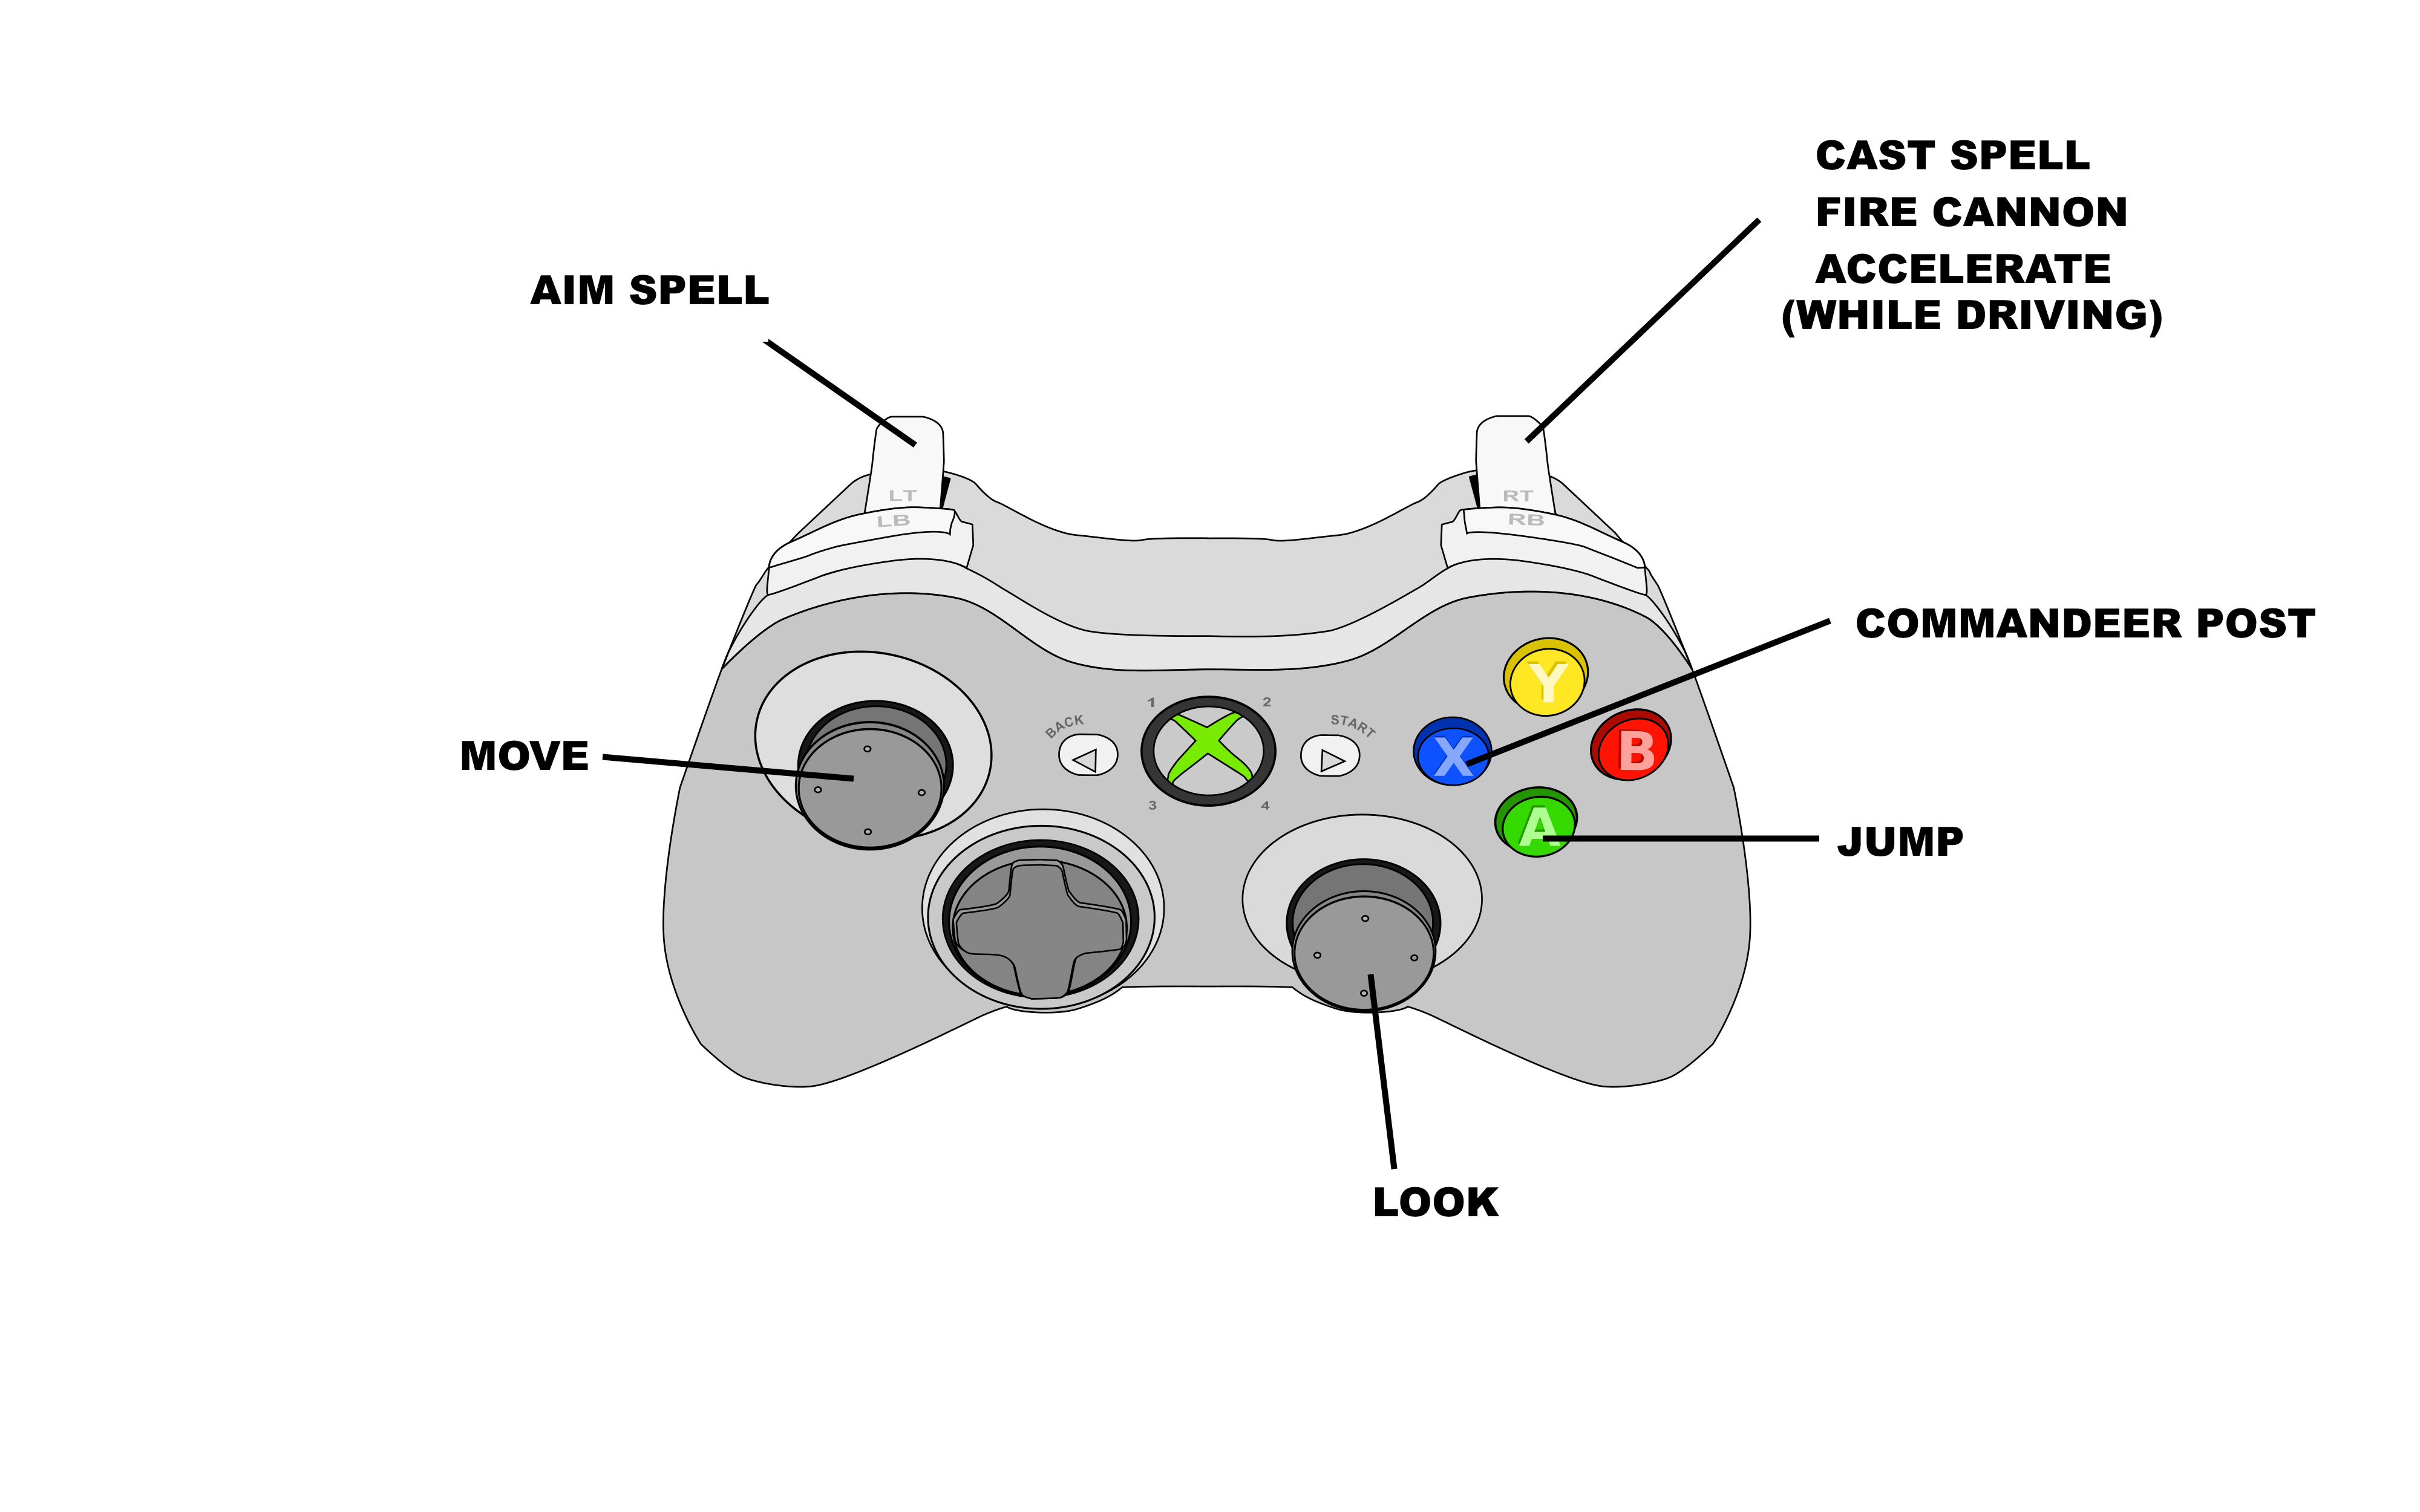 CAST SPELL
FIRE CANNON
ACCELERATE
(WHILE DRIVING)
AIM SPELL
LT
RT
LB
RB
COMMANDEER POST
Y
1
2
BACK
START
MOVE
X
B
3
4
A
JUMP
LOOK